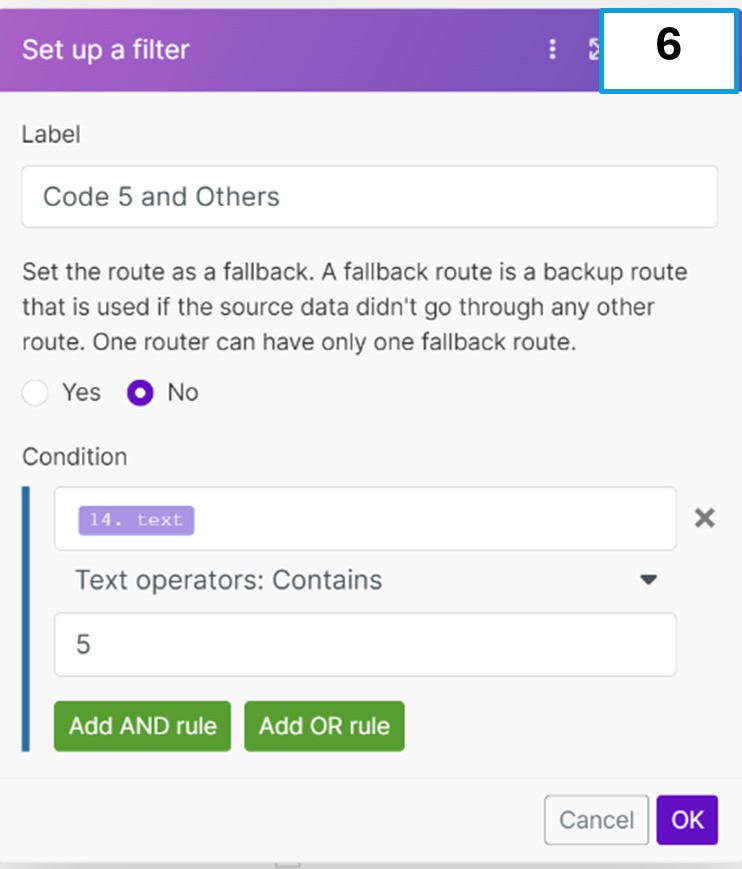 Set up a filter
6
Label
Code 5 and Others
Set the route as a fallback. A fallback route is a backup route
that is used if the source data didn't go through any other
route. One router can have only one fallback route.
Yes No
Condition
14. text
Text operators: Contains
5
Add AND rule Add OR rule
Cancel OK